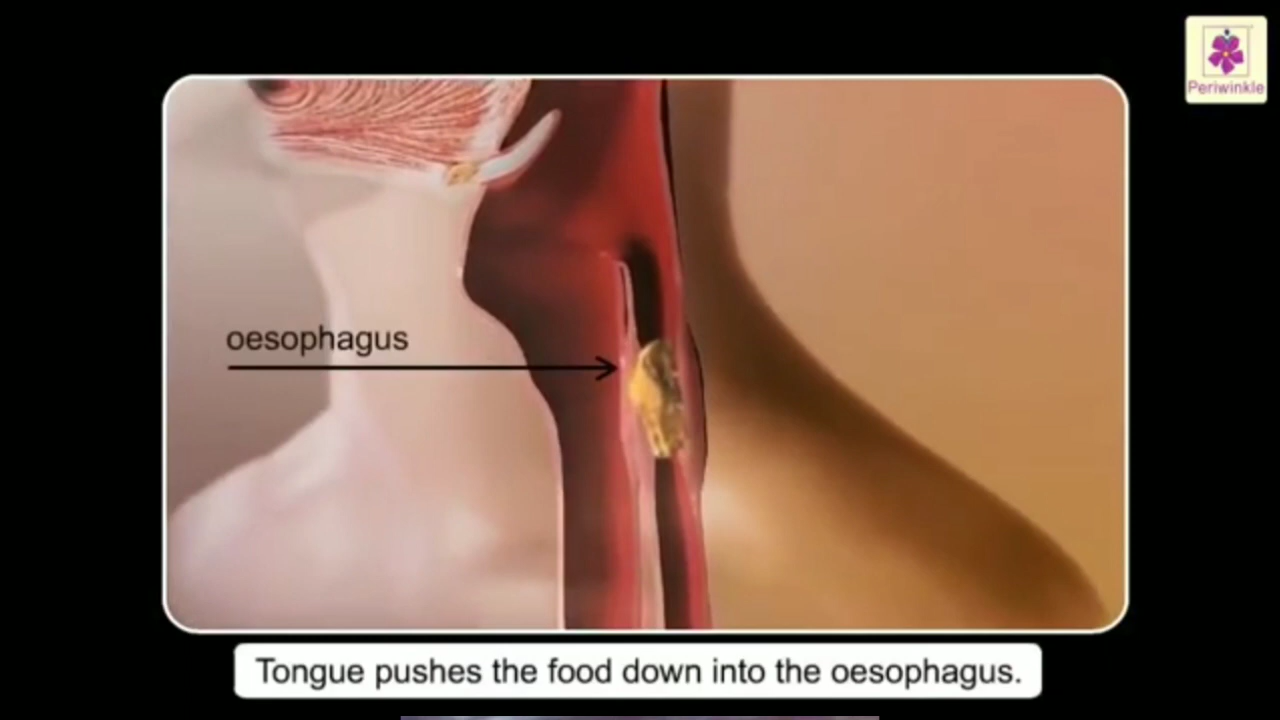 Periwinkle
oesophagus
Tongue pushes the food down into the oesophagus.